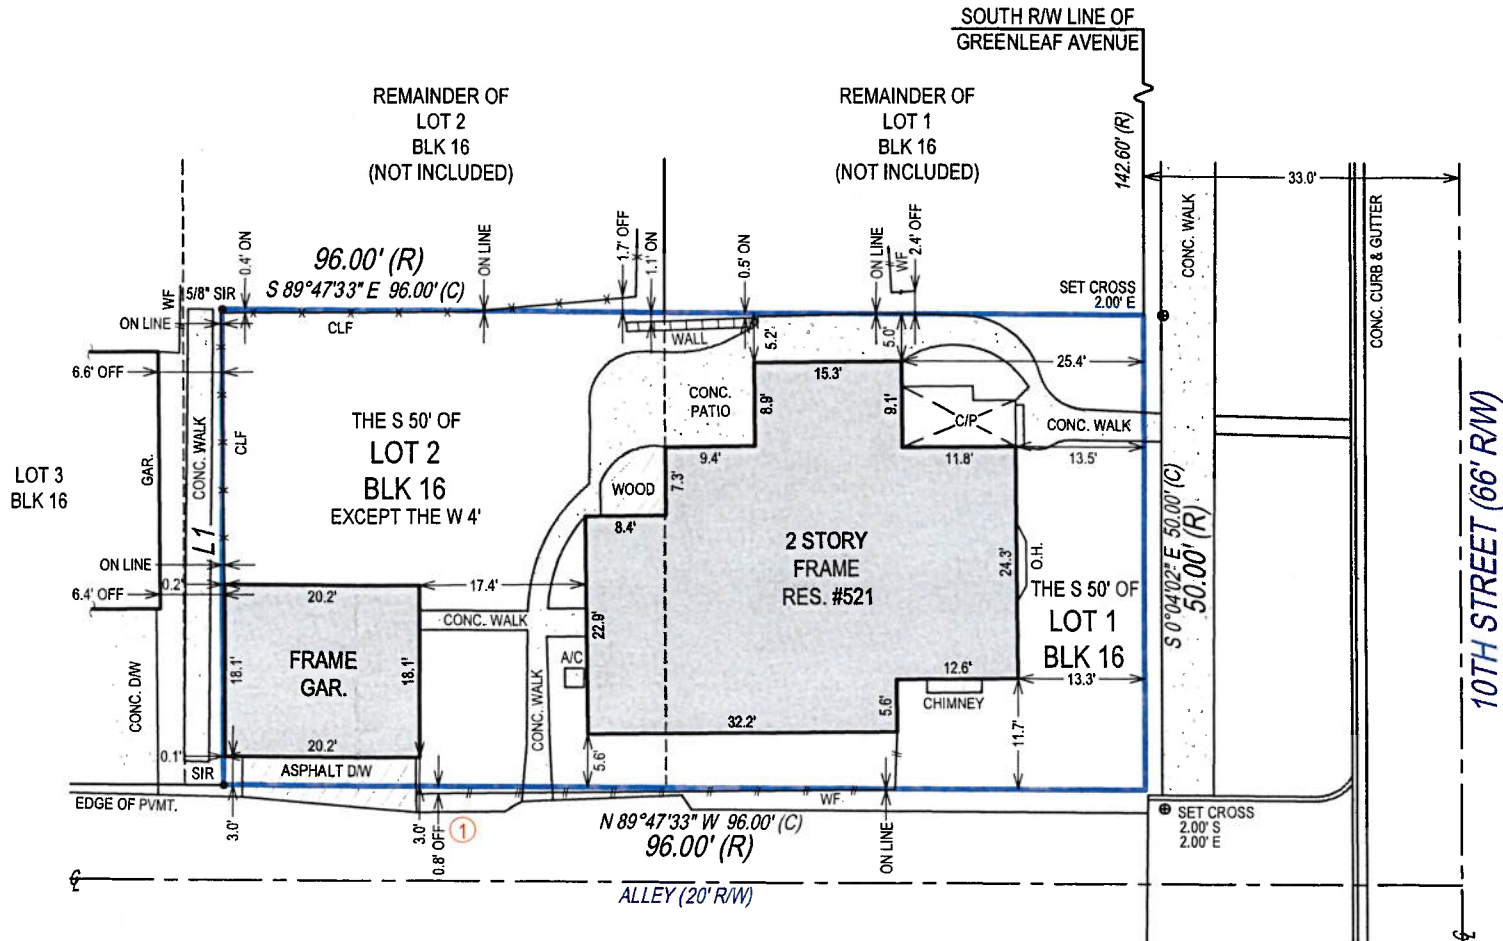 SOUTH R/W LINE OF
GREENLEAF AVENUE
REMAINDER OF
LOT 2
BLK 16
(NOT INCLUDED)
REMAINDER OF
LOT 1
BLK 16
(NOT INCLUDED)
142.60' (R)
33.0'
CONC. WALK
CONC. CURB & GUTTER
96.00' (R)
S 89°47'33" E 96.00' (C)
0.4' ON
ON LINE
1.7' OFF
1.1' ON
0.5' ON
ON LINE
WF
2.4' OFF
SET CROSS
2.00' E
WF
5/8" SIR
ON LINE
CLF
WALL
5.2'
5.0'
25.4'
6.6' OFF
15.3'
CONC.
PATIO
8.9'
9.1'
C/P
CONC. WALK
THE S 50' OF
LOT 2
BLK 16
EXCEPT THE W 4'
CLF
CONC. WALK
GAR.
LOT 3
BLK 16
9.4'
11.8'
13.5'
WOOD
7.3'
8.4'
L1
2 STORY
FRAME
RES. #521
24.3'
O.H.
S 0°04'02" E 50.00' (C)
50.00' (R)
10TH STREET (66' R/W)
ON LINE
0.2'
6.4' OFF
20.2'
17.4'
THE S 50' OF
LOT 1
BLK 16
CONC. WALK
22.9'
FRAME
GAR.
18.1'
18.1'
A/C
CONC. D/W
CONC. WALK
12.6'
13.3'
CHIMNEY
5.6'
11.7'
32.2'
20.2'
0.1'
5.6'
SIR
ASPHALT D/W
EDGE OF PVMT.
WF
3.0'
3.0'
0.8' OFF
1
N 89°47'33" W 96.00' (C)
96.00' (R)
ON LINE
SET CROSS
2.00' S
2.00' E
ALLEY (20' R/W)